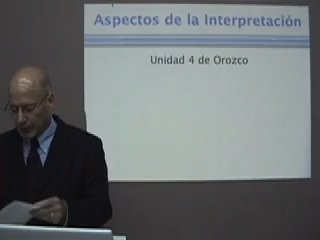 Aspectos de la Interpretación
Unidad 4 de Orozco